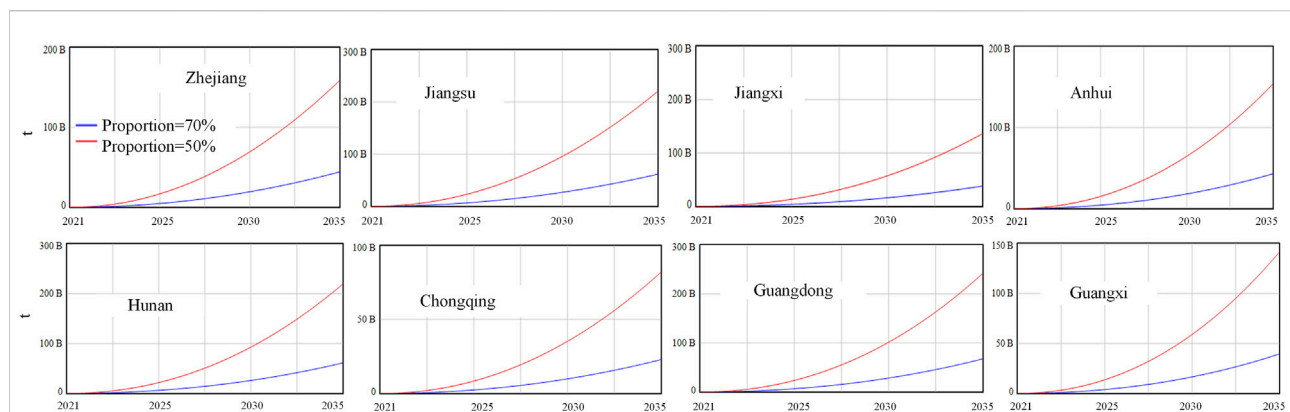 200 B
Zhejiang
100 B
Proportion=70%
Proportion=50%
t
0
2021
2025
2030
2035
300 B
Jiangsu
200 B
100 B
0
2021
2025
2030
2035
300 B
Jiangxi
200 B
100 B
0
2021
2025
2030
2035
200 B
Anhui
100 B
0
2021
2025
2030
2035
300 B
200 B
Hunan
t
100 B
0
2021
2025
2030
2035
100 B
Chongqing
50 B
0
2021
2025
2030
2035
300 B
Guangdong
200 B
100 B
0
2021
2025
2030
2035
150 B
Guangxi
100 B
50 B
0
2021
2025
2030
2035